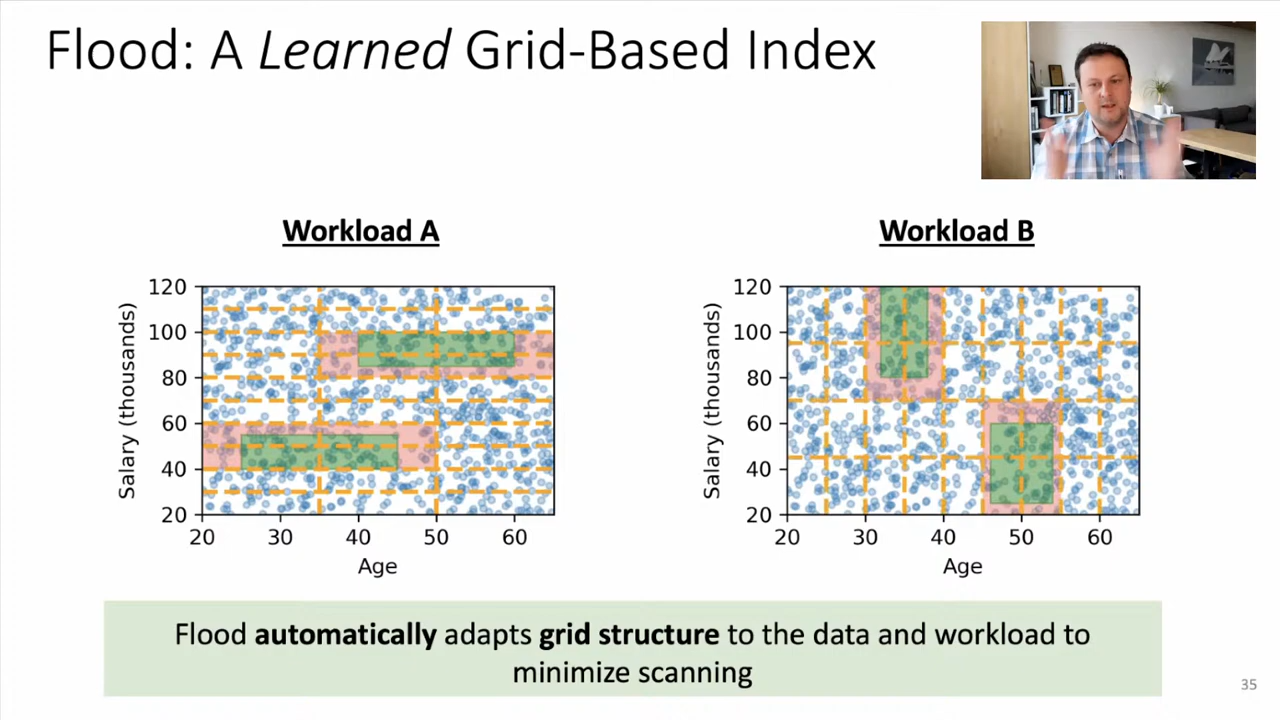 Flood: A Learned Grid-Based Index
Workload A
Workload B
120
100
80
60
40
20
Salary (thousands)
20 30 40 50 60
Age
120
100
80
60
40
20
Salary (thousands)
20 30 40 50 60
Age
Flood automatically adapts grid structure to the data and workload to
minimize scanning
35